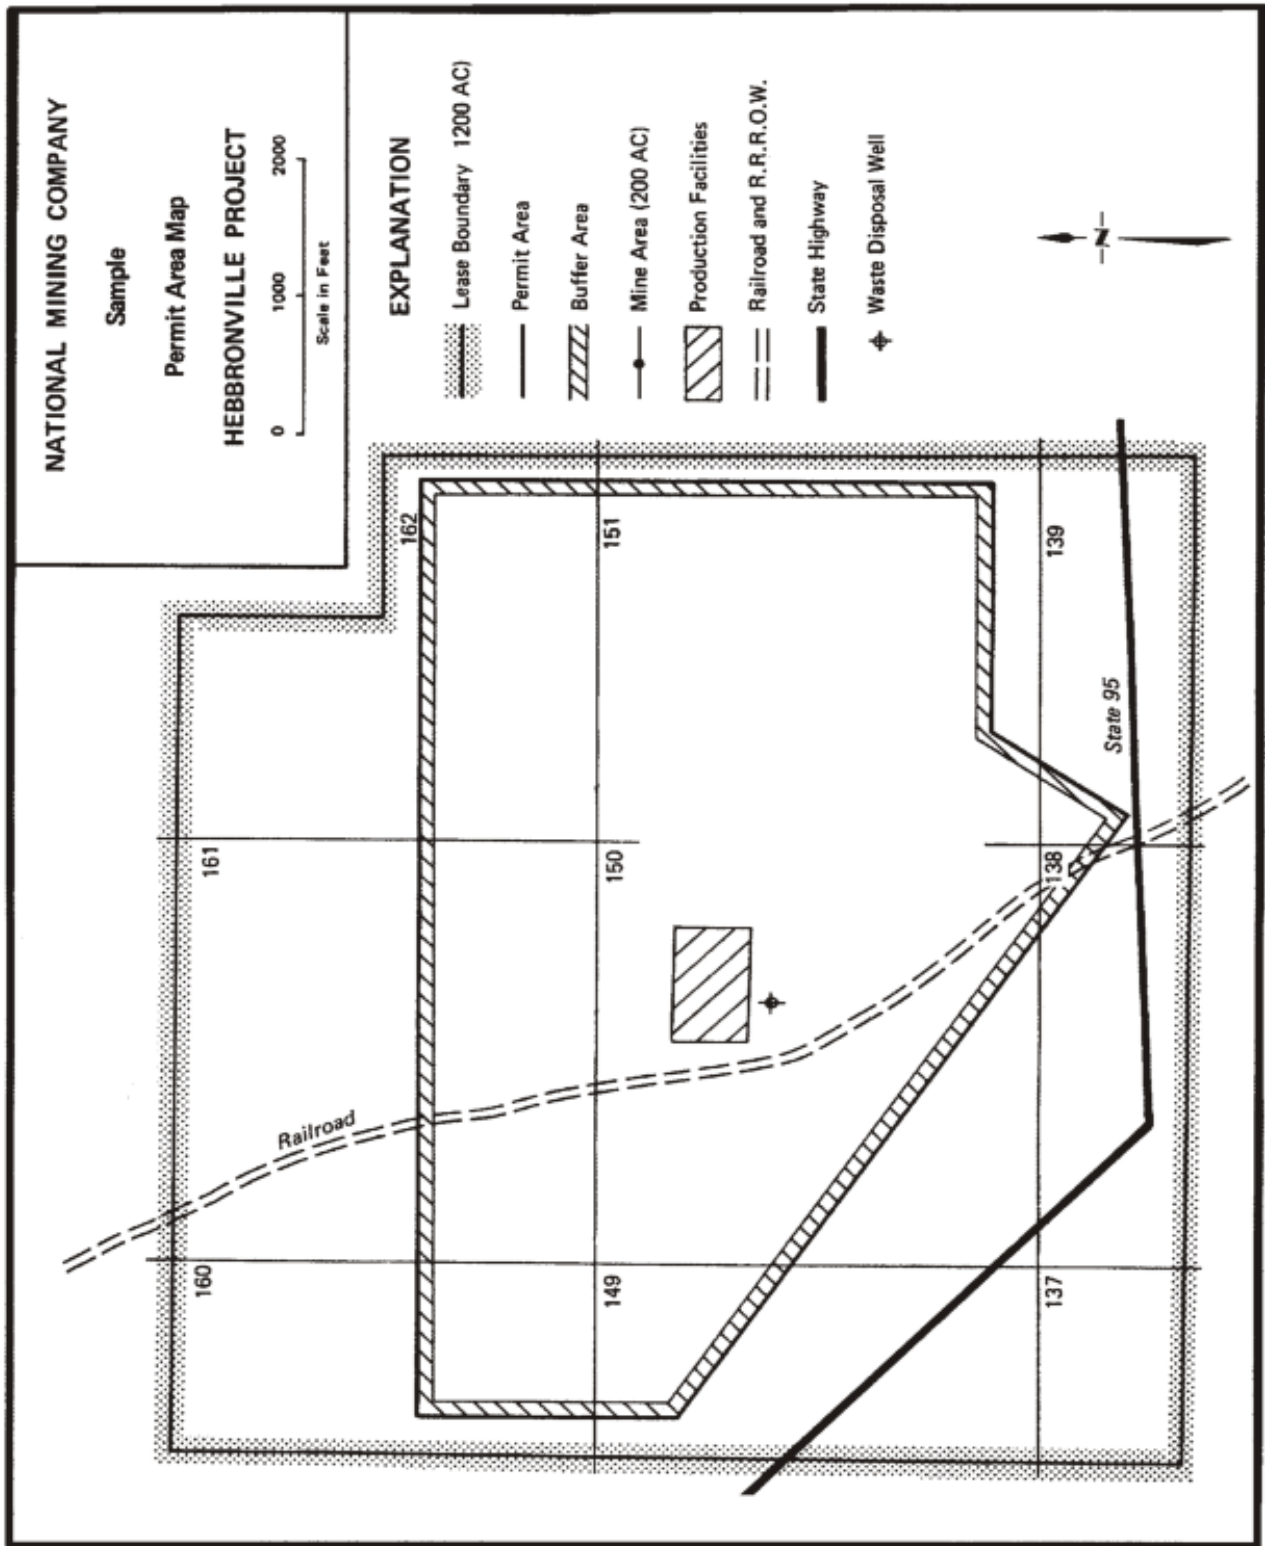 NATIONAL MINING COMPANY
Sample
Permit Area Map
HEBBRONVILLE PROJECT
0 1000 2000
Scale in Feet
EXPLANATION
Lease Boundary 1200 AC)
Permit Area
Buffer Area
Mine Area (200 AC)
Production Facilities
Railroad and R.R.R.O.W.
State Highway
Waste Disposal Well
N
160
161
162
Railroad
149
150
151
137
138
139
State 95